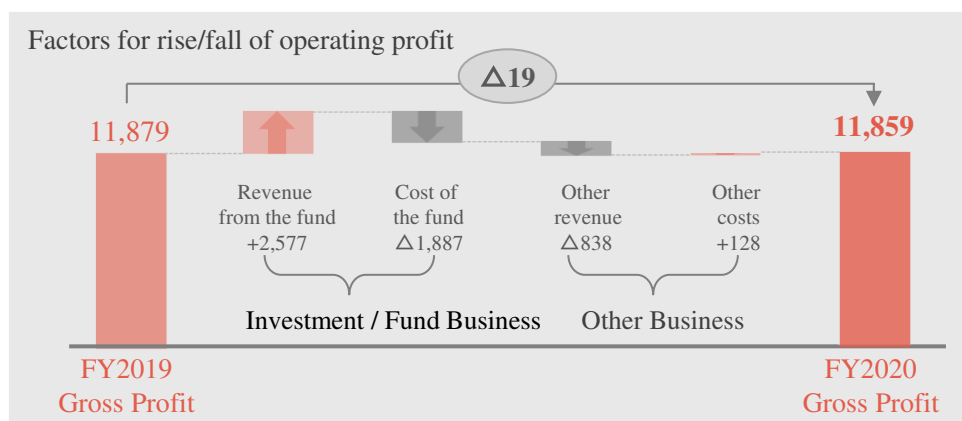 Factors for rise/fall of operating profit
△19
11,879
11,859
Revenue
from the fund
+2,577
Cost of
the fund
△1,887
Other
revenue
△838
Other
costs
+128
Investment / Fund Business
Other Business
FY2019
Gross Profit
FY2020
Gross Profit